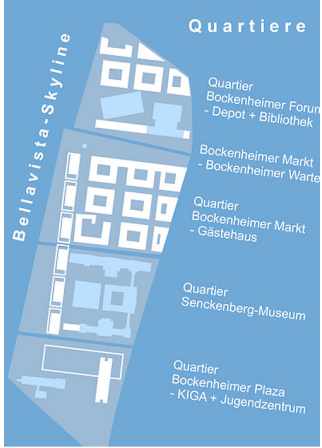 Quartiere
Bellavista-Skyline
Quartier
Bockenheimer Forum
- Depot + Bibliothek
Bockenheimer Markt
- Bockenheimer Warte
Quartier
Bockenheimer Markt
- Gästehaus
Quartier
Senckenberg-Museum
Quartier
Bockenheimer Plaza
- KIGA + Jugendzentrum